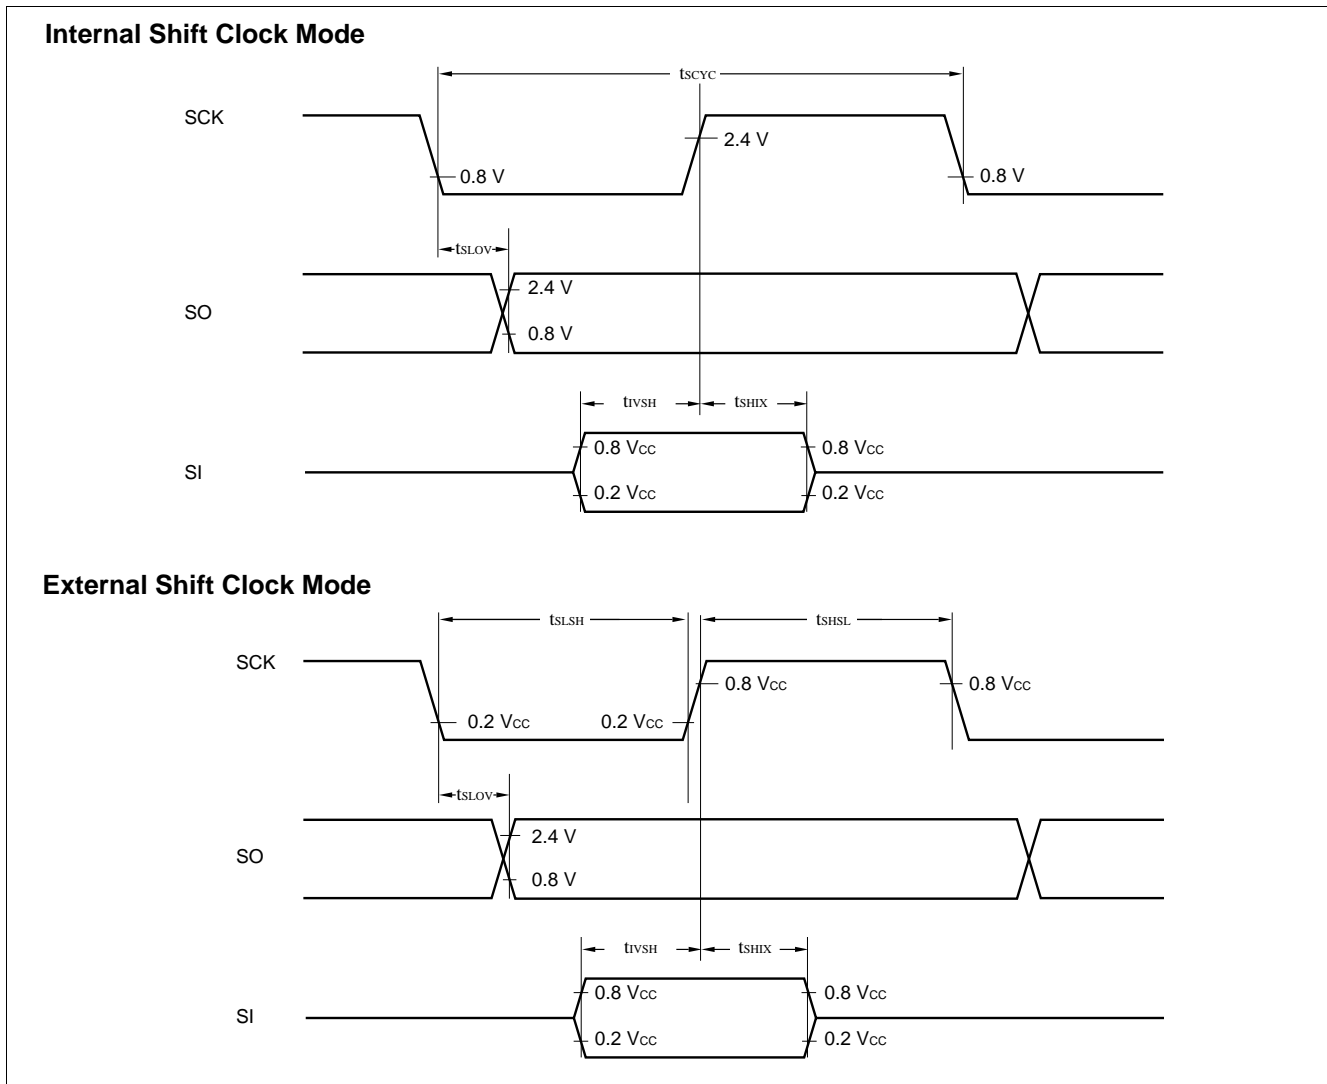 Internal Shift Clock Mode
tSCYC
SCK
2.4 V
0.8 V
0.8 V
tSLOV
SO
2.4 V
0.8 V
tIVSH
tSHIX
SI
0.8 VCC
0.8 VCC
0.2 VCC
0.2 VCC
External Shift Clock Mode
tSLSH
tSHSL
SCK
0.8 VCC
0.8 VCC
0.2 VCC
0.2 VCC
tSLOV
SO
2.4 V
0.8 V
tIVSH
tSHIX
SI
0.8 VCC
0.8 VCC
0.2 VCC
0.2 VCC